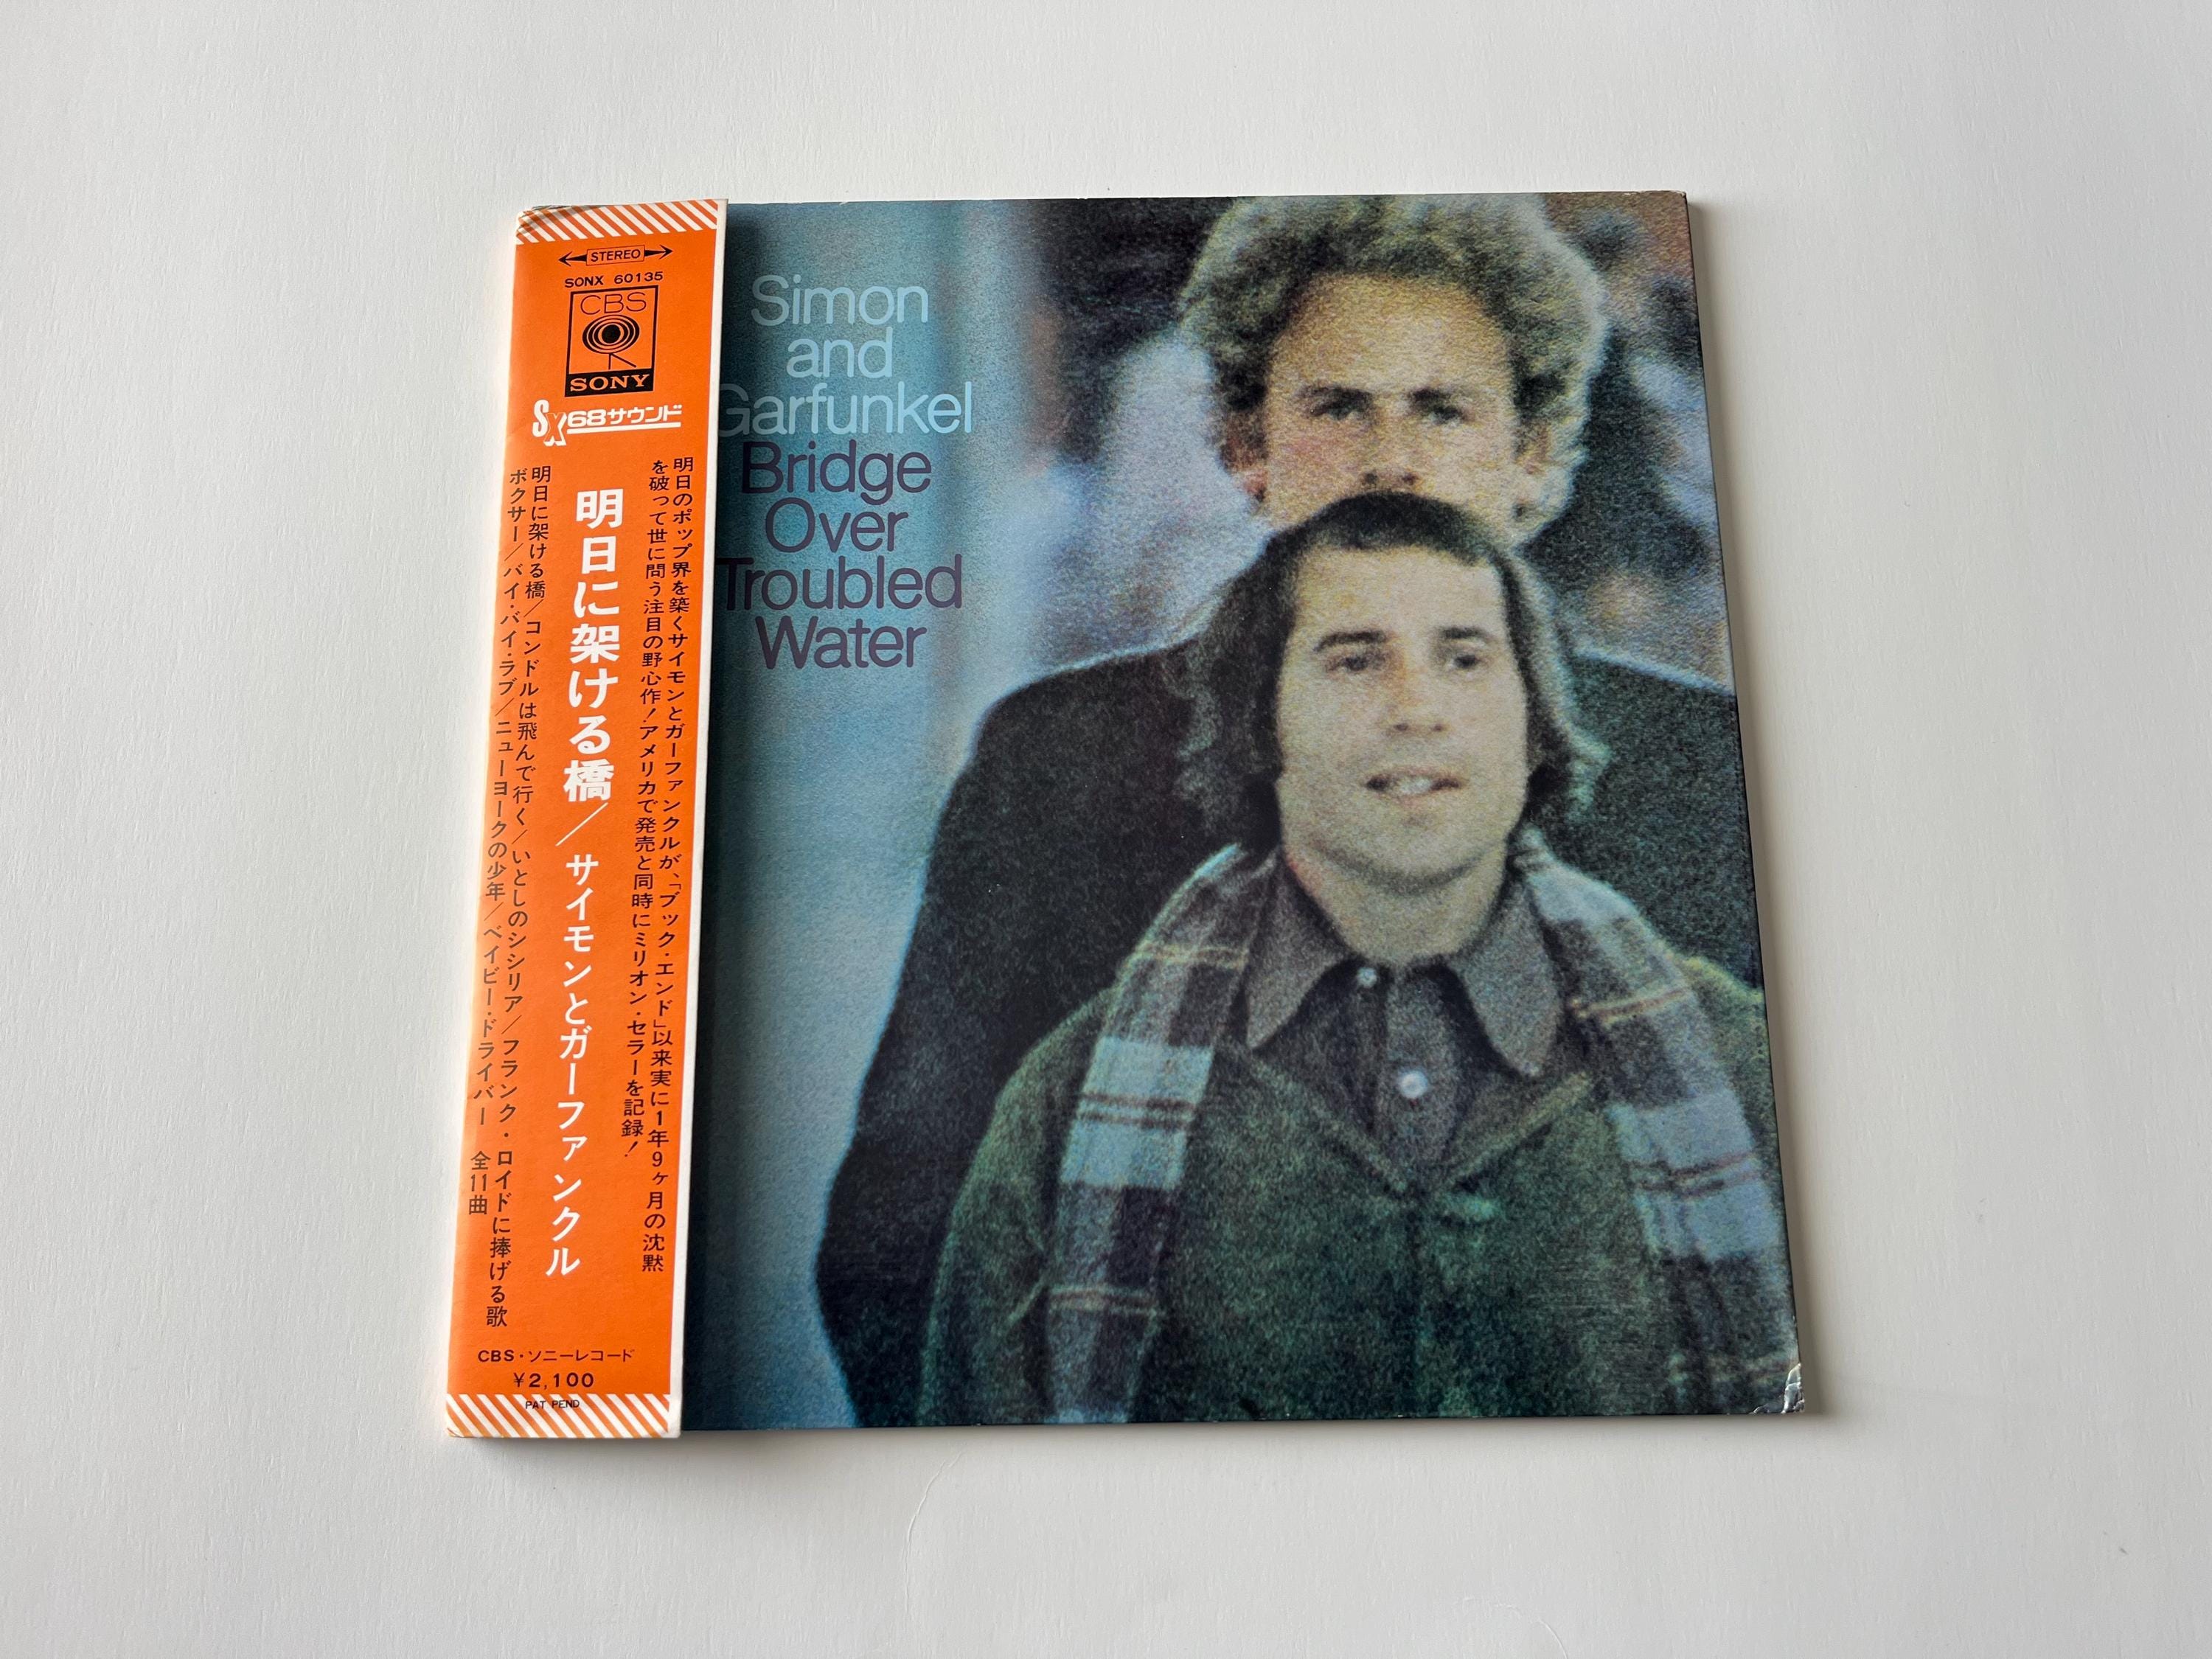 STEREO
SONX 60135
CBS
SONY
SX68サウンド
明日のポップ界を築くサイモンとガーファンクルが、「ブック・エンド」以来実に1年9ヶ月の沈黙
を破って世に問う注目の野心作!アメリカで発売と同時にミリオン・セラーを記録!
明日に架ける橋/サイモンとガーファンクル
明日に架ける橋/コンドルは飛んで行く/いとしのシシリア/フランク・ロイドに捧げる歌
ボクサー/バイ・バイ・ラブ/ニューヨークの少年/ベイビー・ドライバー 全11曲
CBS・ソニーレコード
¥2,100
PAT PEND
Simon
and
Garfunkel
Bridge
Over
Troubled
Water